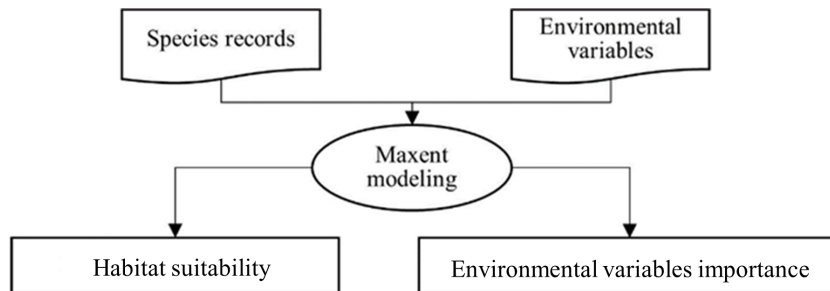 Species records
Environmental
variables
Maxent
modeling
Habitat suitability
Environmental variables importance